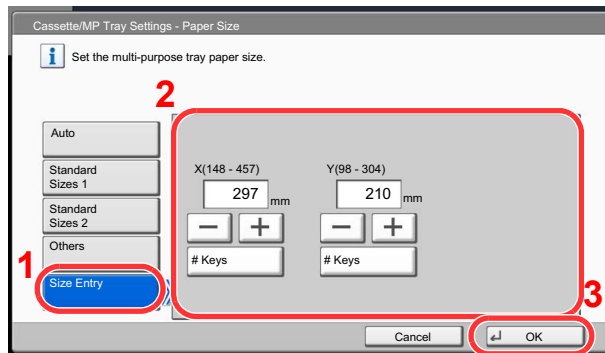 Cassette/MP Tray Settings - Paper Size
Set the multi-purpose tray paper size.
2
Auto
Standard
Sizes 1
Standard
Sizes 2
Others
1
Size Entry
X(148 - 457)
297 mm
− +
# Keys
Y(98 - 304)
210 mm
− +
# Keys
3
Cancel
OK